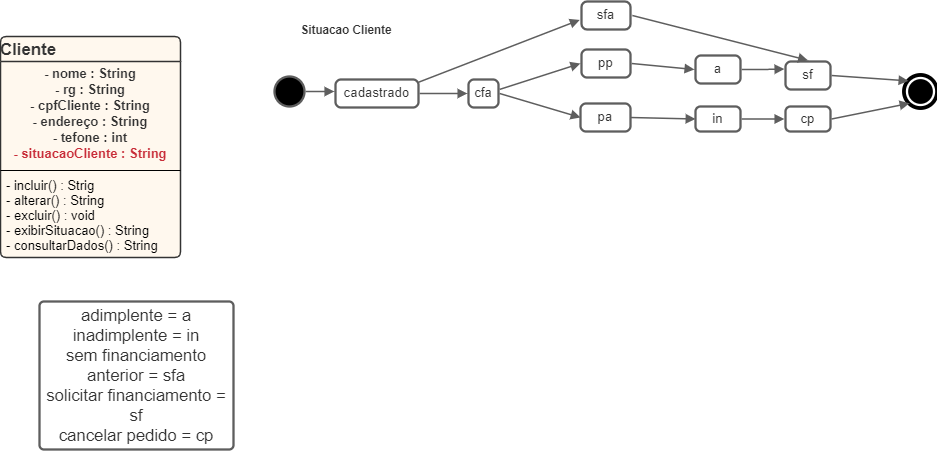 Cliente
- nome : String
- rg : String
- cpfCliente : String
- endereço : String
- tefone : int
- situacaoCliente : String
- incluir() : Strig
- alterar() : String
- excluir() : void
- exibirSituacao() : String
- consultarDados() : String
Situacao Cliente
cadastrado
sfa
cfa
pp
a
sf
pa
in
cp
adimplente = a
inadimplente = in
sem financiamento
anterior = sfa
solicitar financiamento =
sf
cancelar pedido = cp